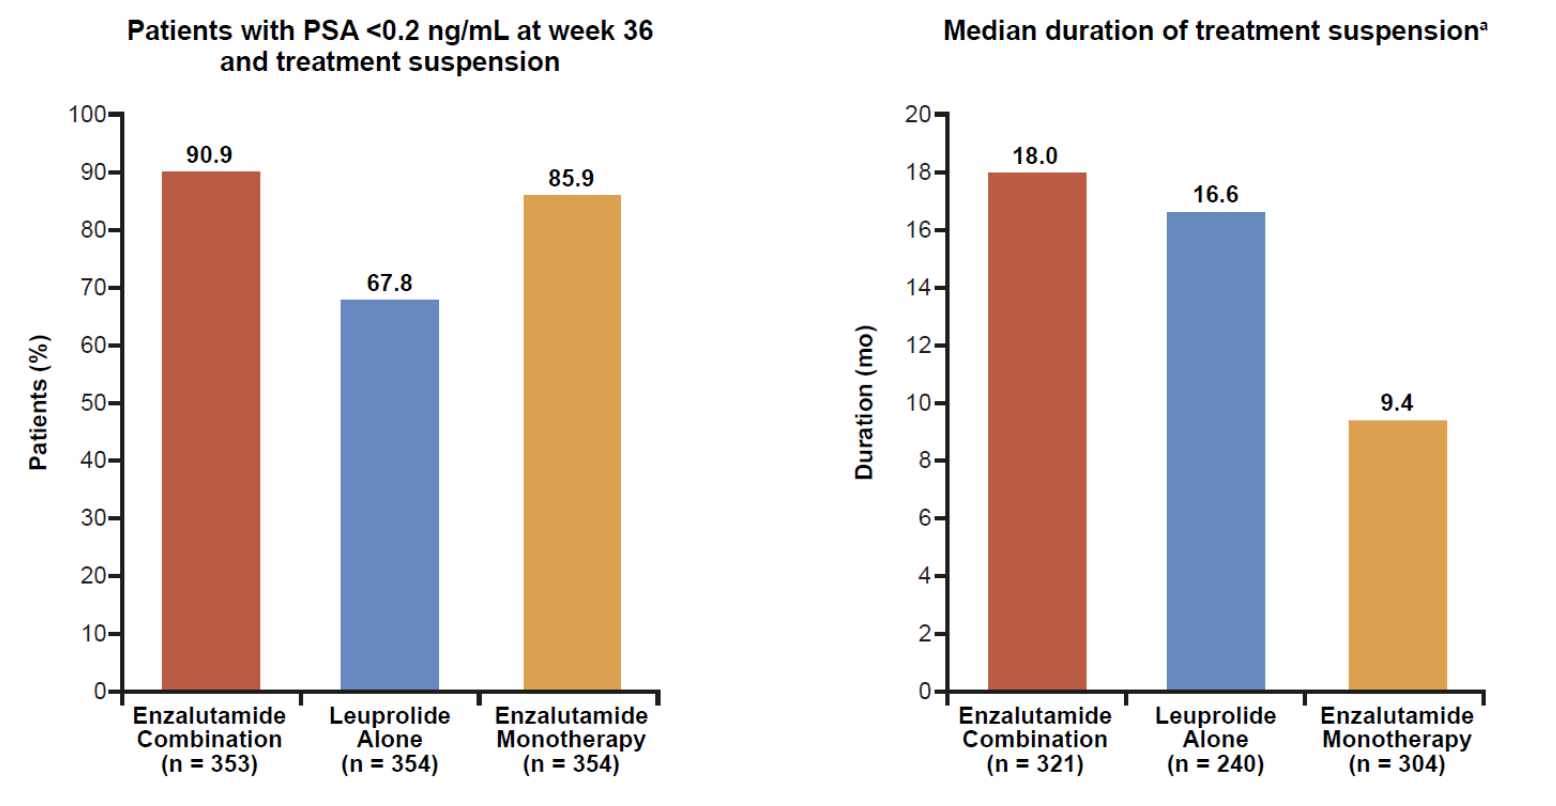 Patients with PSA <0.2 ng/mL at week 36
and treatment suspension
Patients (%)
100
90
80
70
60
50
40
30
20
10
0
90.9
67.8
85.9
Enzalutamide
Combination
(n = 353)
Leuprolide
Alone
(n = 354)
Enzalutamide
Monotherapy
(n = 354)
Median duration of treatment suspensionᵃ
Duration (mo)
20
18
16
14
12
10
8
6
4
2
0
18.0
16.6
9.4
Enzalutamide
Combination
(n = 321)
Leuprolide
Alone
(n = 240)
Enzalutamide
Monotherapy
(n = 304)